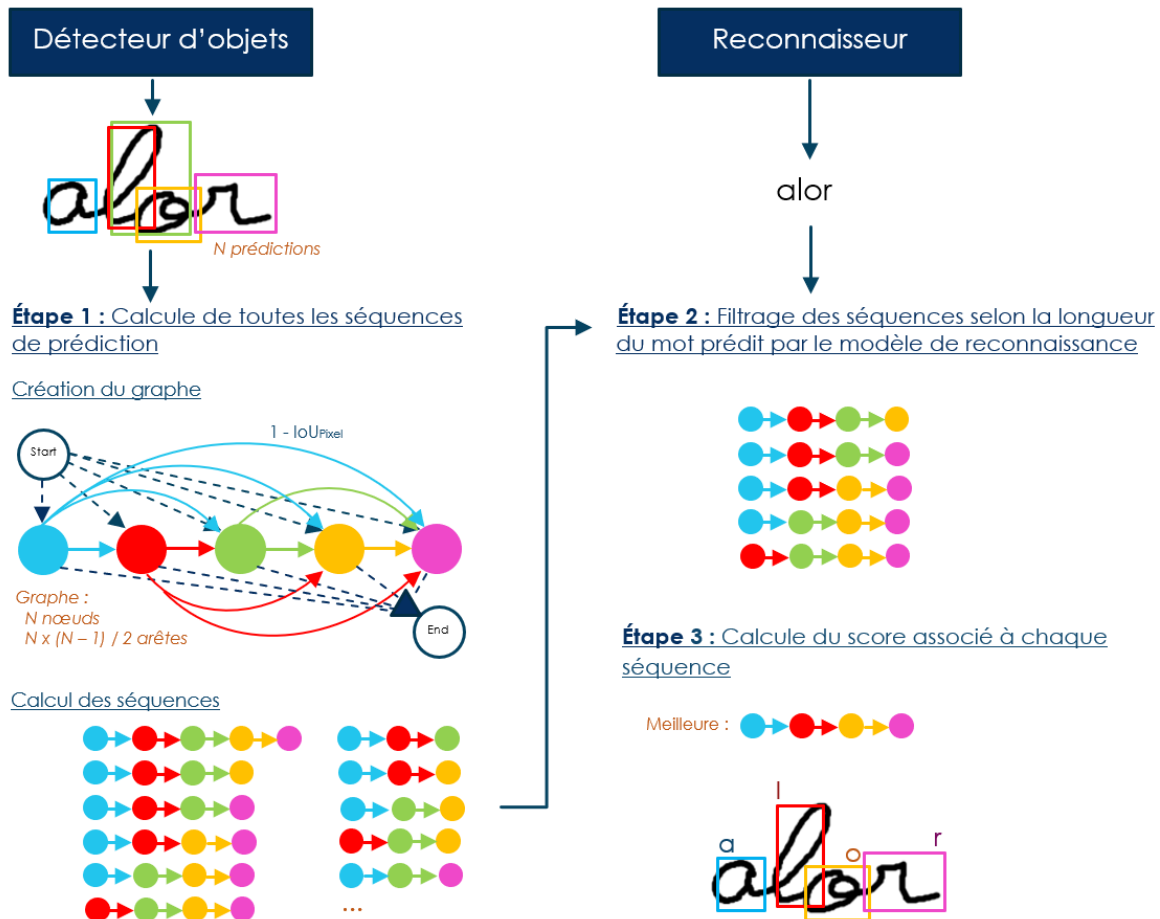 Détecteur d'objets
alor
N prédictions
Étape 1 : Calcule de toutes les séquences
de prédiction
Création du graphe
1 - IoUPixel
Start
Graphe :
N nœuds
N x (N – 1) / 2 arêtes
End
Calcul des séquences
...
Reconnaisseur
alor
Étape 2 : Filtrage des séquences selon la longueur
du mot prédit par le modèle de reconnaissance
Étape 3 : Calcule du score associé à chaque
séquence
Meilleure :
a l o r
alor